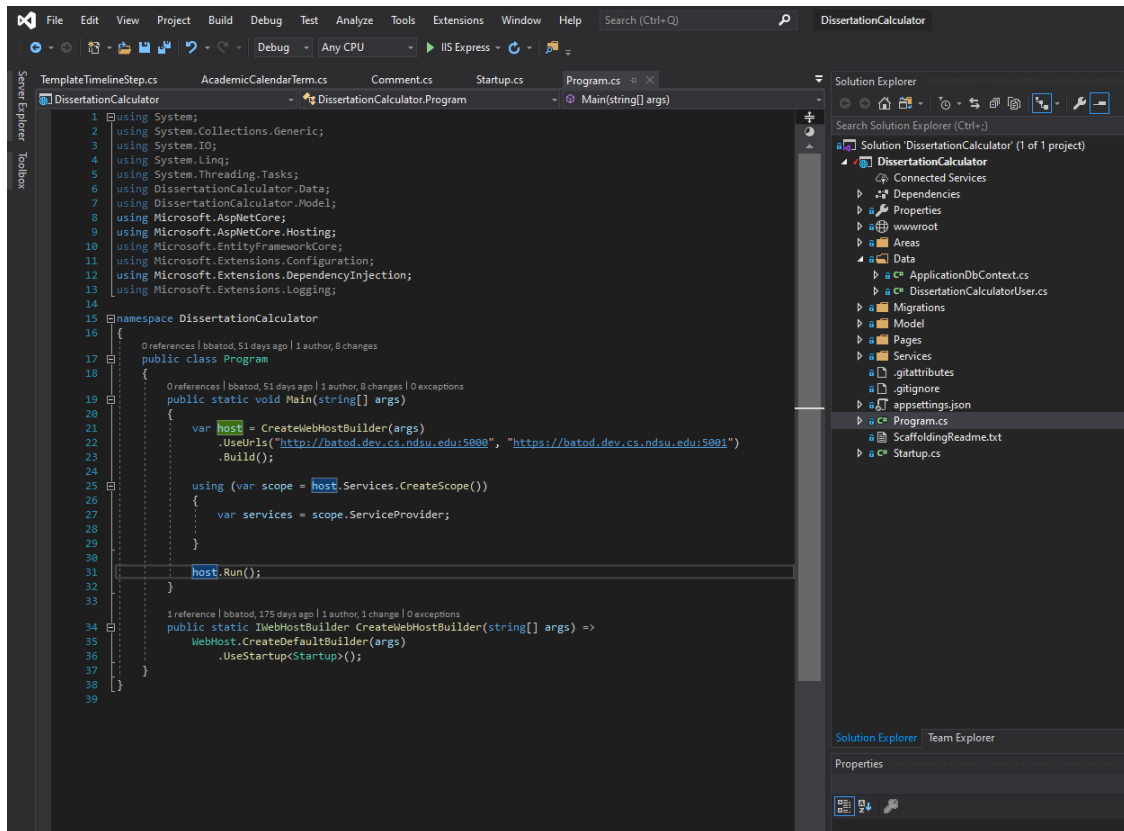 File Edit View Project Build Debug Test Analyze Tools Extensions Window Help Search (Ctrl+Q) DissertationCalculator
Debug Any CPU IIS Express
Server Explorer
Toolbox
TemplateTimelineStep.cs AcademicCalendarTerm.cs Comment.cs Startup.cs Program.cs
DissertationCalculator DissertationCalculator.Program Main(string[] args)
1 using System;
2 using System.Collections.Generic;
3 using System.IO;
4 using System.Linq;
5 using System.Threading.Tasks;
6 using DissertationCalculator.Data;
7 using DissertationCalculator.Model;
8 using Microsoft.AspNetCore;
9 using Microsoft.AspNetCore.Hosting;
10 using Microsoft.EntityFrameworkCore;
11 using Microsoft.Extensions.Configuration;
12 using Microsoft.Extensions.DependencyInjection;
13 using Microsoft.Extensions.Logging;
14
15 namespace DissertationCalculator
16 {
0 references | bbatod, 51 days ago | 1 author, 8 changes
17 public class Program
18 {
0 references | bbatod, 51 days ago | 1 author, 8 changes | 0 exceptions
19 public static void Main(string[] args)
20 {
21 var host = CreateWebHostBuilder(args)
22 .UseUrls("http://batod.dev.cs.ndsu.edu:5000", "https://batod.dev.cs.ndsu.edu:5001")
23 .Build();
24
25 using (var scope = host.Services.CreateScope())
26 {
27 var services = scope.ServiceProvider;
28
29 }
30
31 host.Run();
32 }
33
1 reference | bbatod, 175 days ago | 1 author, 1 change | 0 exceptions
34 public static IWebHostBuilder CreateWebHostBuilder(string[] args) =>
35 WebHost.CreateDefaultBuilder(args)
36 .UseStartup<Startup>();
37 }
38 }
39
Solution Explorer
Search Solution Explorer (Ctrl+;)
Solution 'DissertationCalculator' (1 of 1 project)
DissertationCalculator
Connected Services
Dependencies
Properties
wwwroot
Areas
Data
C# ApplicationDbContext.cs
C# DissertationCalculatorUser.cs
Migrations
Model
Pages
Services
.gitattributes
.gitignore
appsettings.json
C# Program.cs
ScaffoldingReadme.txt
C# Startup.cs
Solution Explorer Team Explorer
Properties